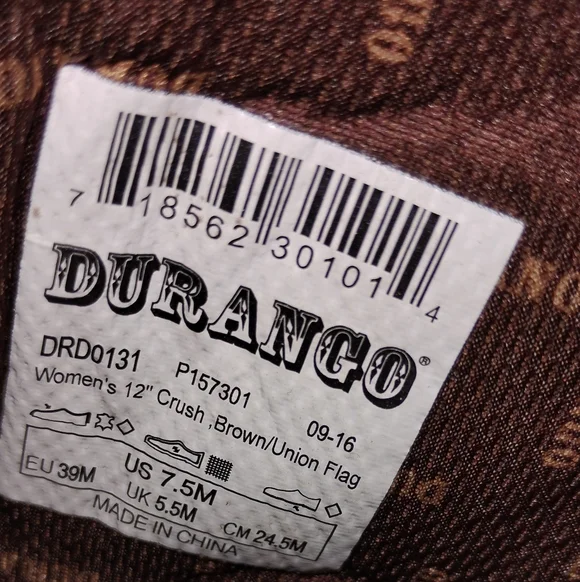 7 18562 30101 4
DURANGO®
DRD0131 P157301 09-16
Women's 12" Crush ,Brown/Union Flag
EU 39M US 7.5M
UK 5.5M CM 24.5M
MADE IN CHINA